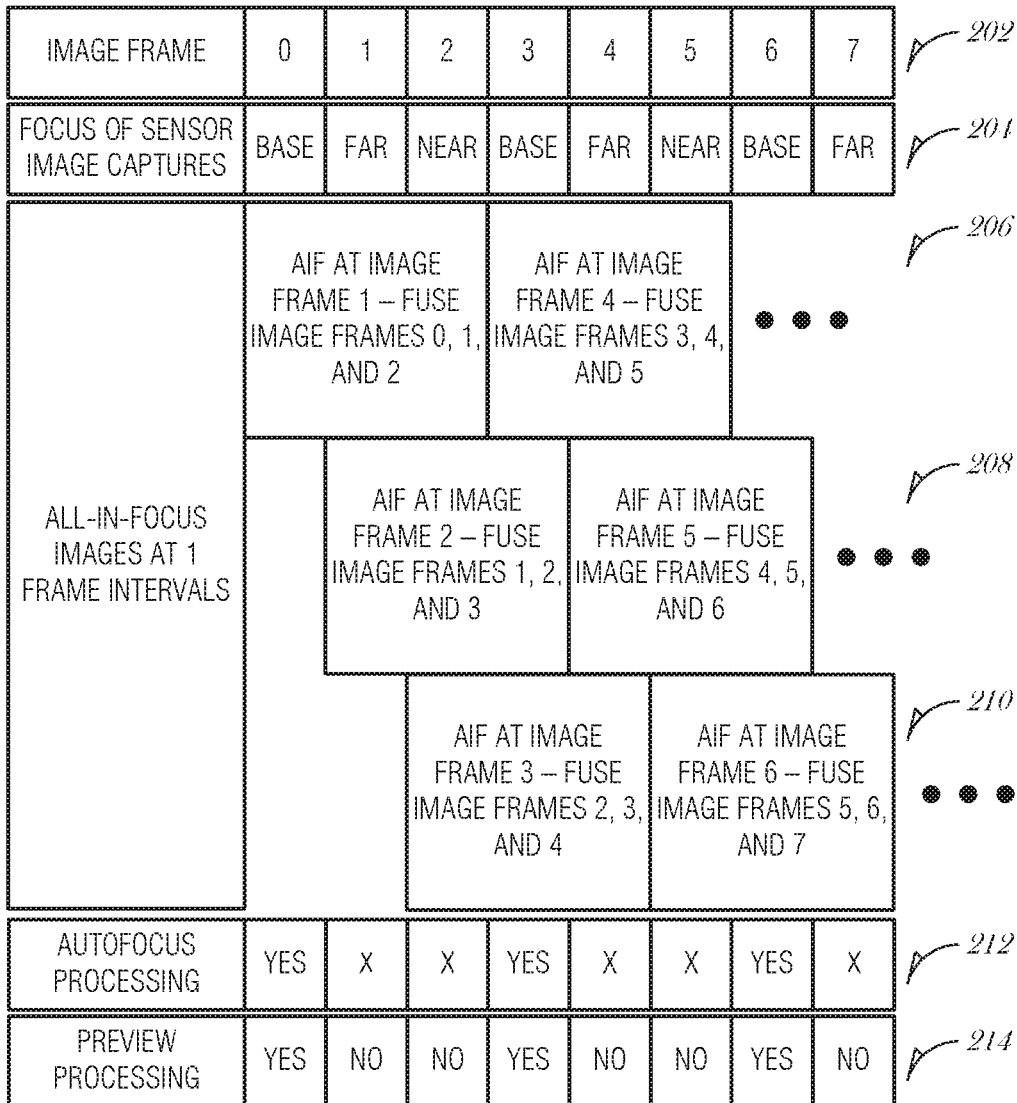 IMAGE FRAME 0 1 2 3 4 5 6 7 202
FOCUS OF SENSOR
IMAGE CAPTURES BASE FAR NEAR BASE FAR NEAR BASE FAR 204
206
AIF AT IMAGE
FRAME 1 – FUSE
IMAGE FRAMES 0, 1,
AND 2
AIF AT IMAGE
FRAME 4 – FUSE
IMAGE FRAMES 3, 4,
AND 5
208
ALL-IN-FOCUS
IMAGES AT 1
FRAME INTERVALS
AIF AT IMAGE
FRAME 2 – FUSE
IMAGE FRAMES 1, 2,
AND 3
AIF AT IMAGE
FRAME 5 – FUSE
IMAGE FRAMES 4, 5,
AND 6
210
AIF AT IMAGE
FRAME 3 – FUSE
IMAGE FRAMES 2, 3,
AND 4
AIF AT IMAGE
FRAME 6 – FUSE
IMAGE FRAMES 5, 6,
AND 7
AUTOFOCUS
PROCESSING YES X X YES X X YES X 212
PREVIEW
PROCESSING YES NO NO YES NO NO YES NO 214